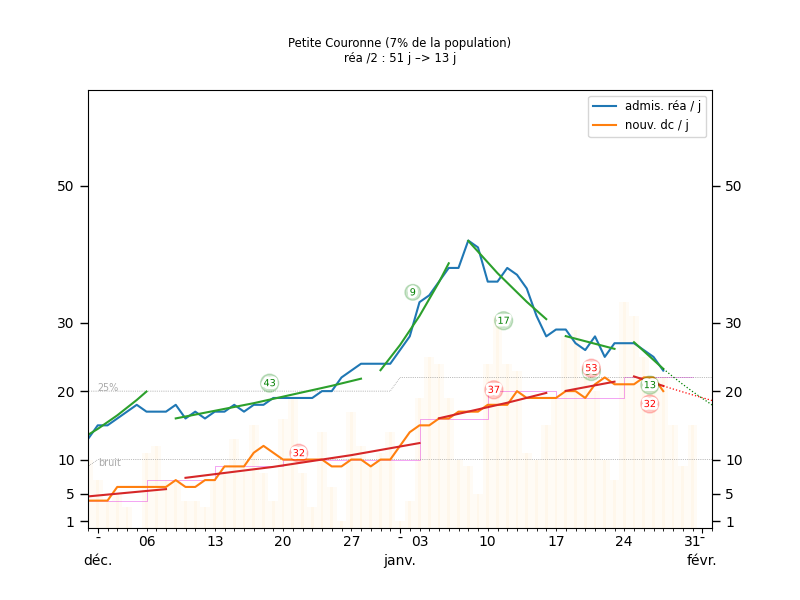 Petite Couronne (7% de la population)
réa /2 : 51 j –> 13 j
admis. réa / j
nouv. dc / j
50 50
9
17
30 30
53
43
25%
13
20 20
37
32
32
bruit
10 10
5 5
1 1
- 06 13 20 27 - 03 10 17 24 31 -
déc. janv. févr.